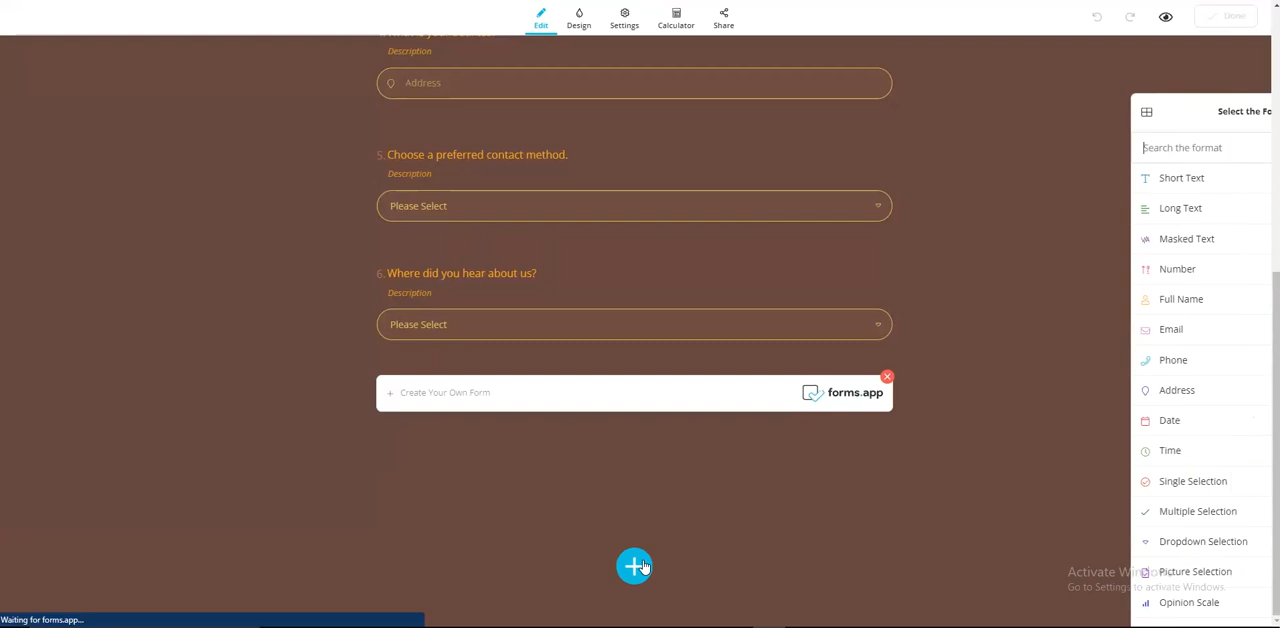 Edit
Design
Settings
Calculator
Share
Done
Description
Address
5. Choose a preferred contact method.
Description
Please Select
6. Where did you hear about us?
Description
Please Select
+ Create Your Own Form
forms.app
Select the Fo
Search the format
Short Text
Long Text
Masked Text
Number
Full Name
Email
Phone
Address
Date
Time
Single Selection
Multiple Selection
Dropdown Selection
Picture Selection
Opinion Scale
Activate Windows
Go to Settings to activate Windows.
Waiting for forms.app...